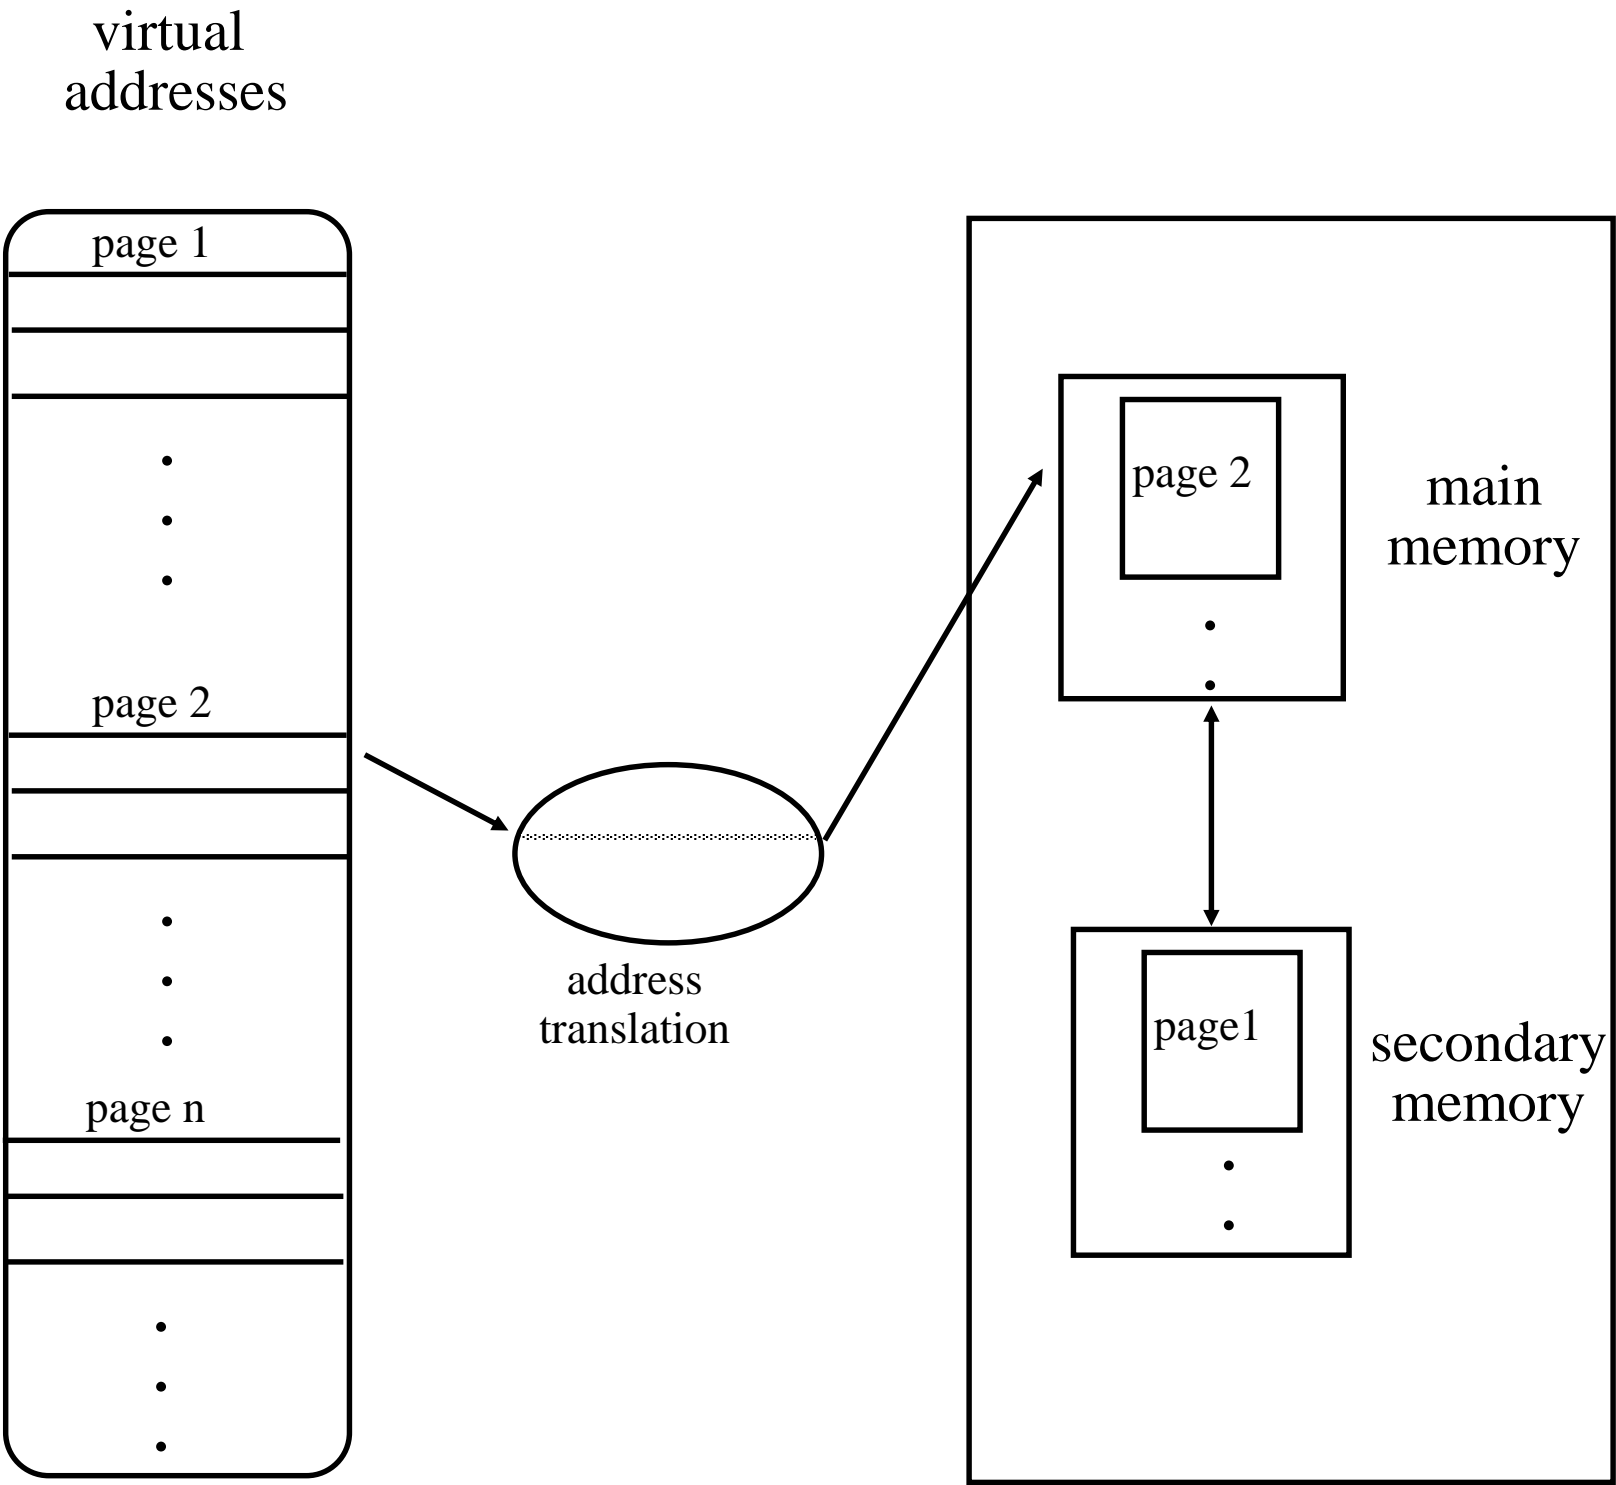 virtual
addresses
page 1
page 2
page n
address
translation
page 2
main
memory
page1
secondary
memory